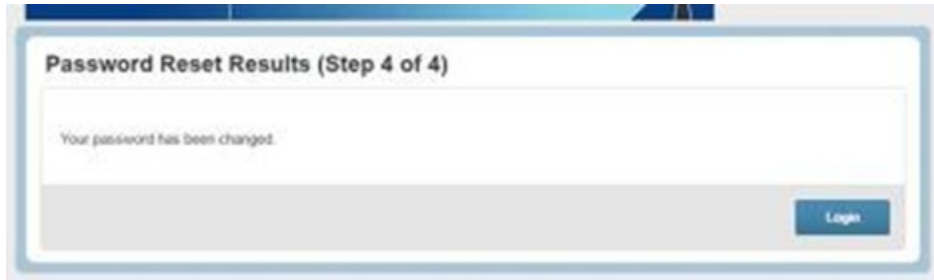 Password Reset Results (Step 4 of 4)
Your password has been changed.
Login